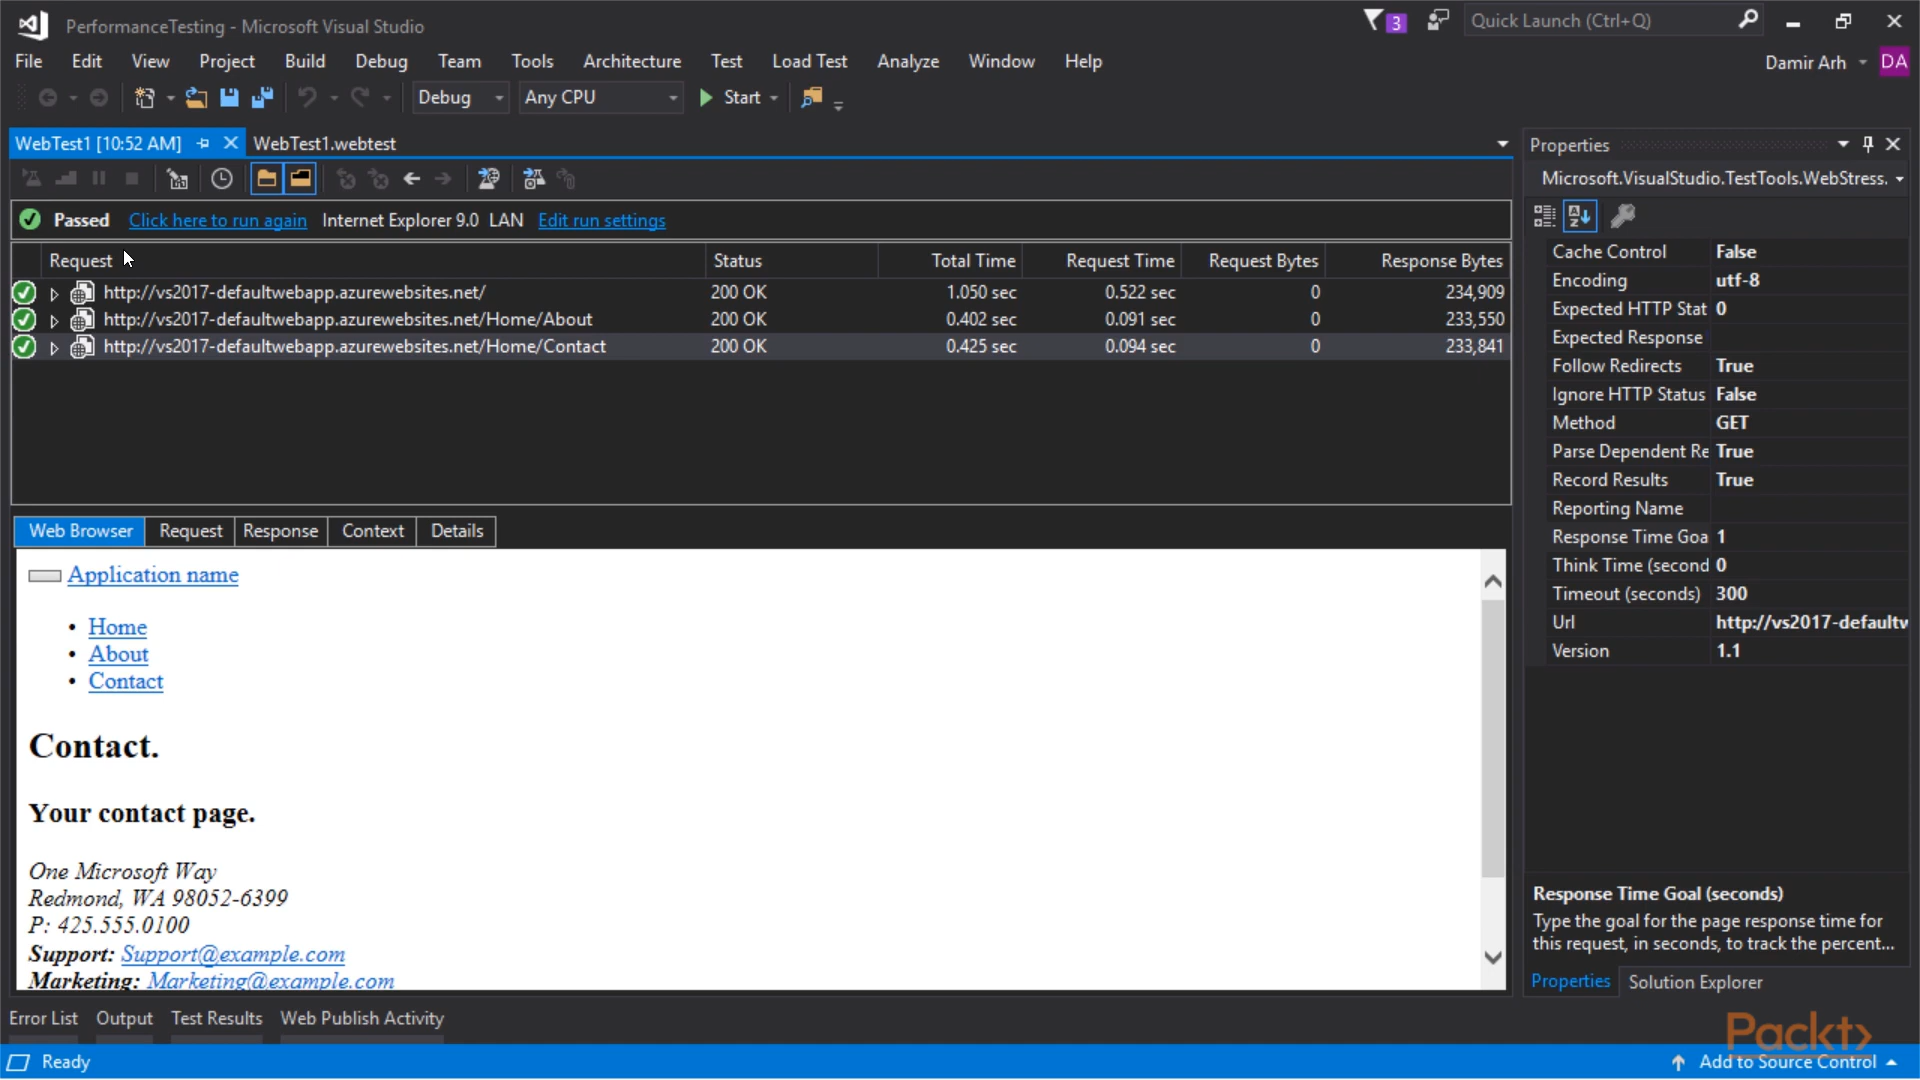 PerformanceTesting - Microsoft Visual Studio
3
Quick Launch (Ctrl+Q)
File Edit View Project Build Debug Team Tools Test Architecture Test Load Test Analyze Window Help
Damir Arh DA
Debug Any CPU Start
WebTest1 [10:52 AM] WebTest1.webtest
Passed Click here to run again Internet Explorer 9.0 LAN Edit run settings
Request Status Total Time Request Time Request Bytes Response Bytes
http://vs2017-defaultwebapp.azurewebsites.net/ 200 OK 1.050 sec 0.522 sec 0 234,909
http://vs2017-defaultwebapp.azurewebsites.net/Home/About 200 OK 0.402 sec 0.091 sec 0 233,550
http://vs2017-defaultwebapp.azurewebsites.net/Home/Contact 200 OK 0.425 sec 0.094 sec 0 233,841
Web Browser Request Response Context Details
Application name
• Home
• About
• Contact
Contact.
Your contact page.
One Microsoft Way
Redmond, WA 98052-6399
P: 425.555.0100
Support: Support@example.com
Marketing: Marketing@example.com
Properties
Microsoft.VisualStudio.TestTools.WebStress.
Cache Control False
Encoding utf-8
Expected HTTP Stat 0
Expected Response
Follow Redirects True
Ignore HTTP Status False
Method GET
Parse Dependent Re True
Record Results True
Reporting Name
Response Time Goa 1
Think Time (second 0
Timeout (seconds) 300
Url http://vs2017-defaultw
Version 1.1
Response Time Goal (seconds)
Type the goal for the page response time for
this request, in seconds, to track the percent...
Properties Solution Explorer
Error List Output Test Results Web Publish Activity
Packt
Ready
Add to Source Control